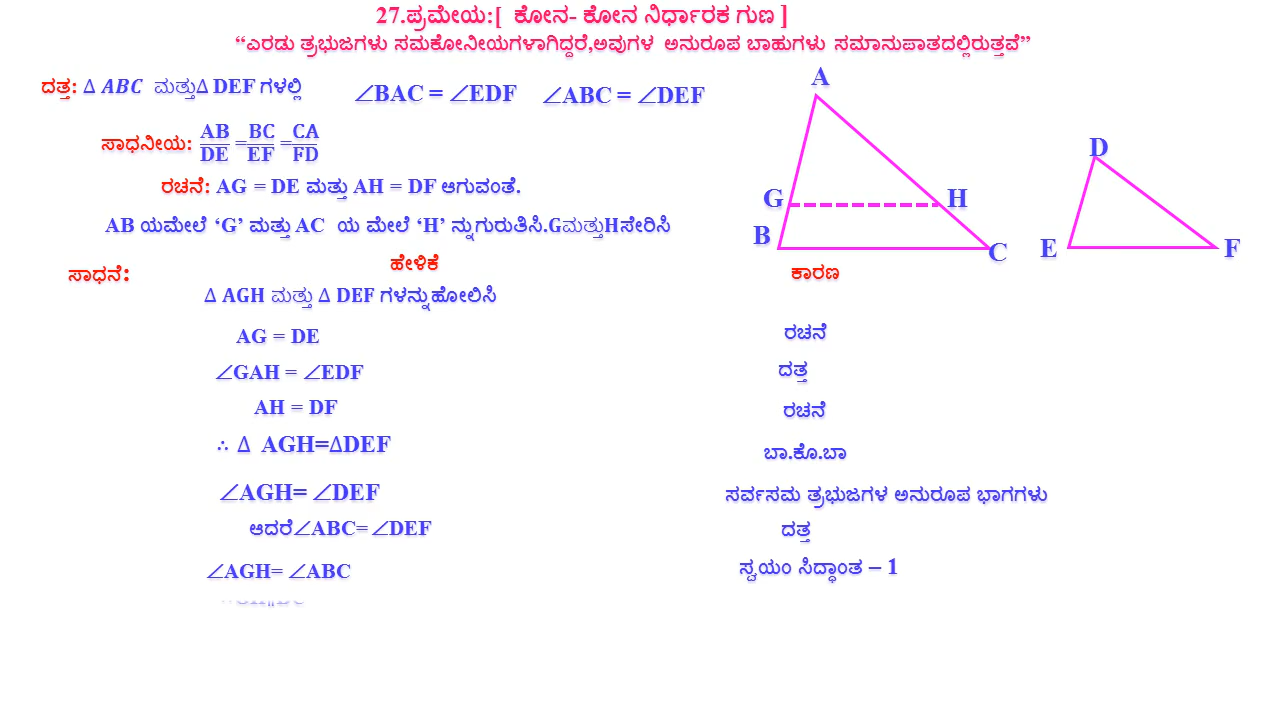 27.ಪ್ರಮೇಯ:[ ಕೋನ- ಕೋನ ನಿರ್ಧಾರಕ ಗುಣ ]
“ಎರಡು ತ್ರಭುಜಗಳು ಸಮಕೋನೀಯಗಳಾಗಿದ್ದರೆ,ಅವುಗಳ ಅನುರೂಪ ಬಾಹುಗಳು ಸಮಾನುಪಾತದಲ್ಲಿರುತ್ತವೆ”
ದತ್ತ: ∆ ABC ಮತ್ತು∆ DEF ಗಳಲ್ಲಿ ∠BAC = ∠EDF ∠ABC = ∠DEF
ಸಾಧನೀಯ: AB/DE =BC/EF =CA/FD
ರಚನೆ: AG = DE ಮತ್ತು AH = DF ಆಗುವಂತೆ.
AB ಯಮೇಲೆ ‘G’ ಮತ್ತು AC ಯ ಮೇಲೆ ‘H’ ನ್ನುಗುರುತಿಸಿ.Gಮತ್ತುHಸೇರಿಸಿ
A
D
G H
B C
E F
ಸಾಧನೆ: ಹೇಳಿಕೆ ಕಾರಣ
∆ AGH ಮತ್ತು ∆ DEF ಗಳನ್ನುಹೋಲಿಸಿ
AG = DE ರಚನೆ
∠GAH = ∠EDF ದತ್ತ
AH = DF ರಚನೆ
∴ ∆ AGH=∆DEF ಬಾ.ಕೊ.ಬಾ
∠AGH= ∠DEF ಸರ್ವಸಮ ತ್ರಭುಜಗಳ ಅನುರೂಪ ಭಾಗಗಳು
ಆದರೆ∠ABC= ∠DEF ದತ್ತ
∠AGH= ∠ABC ಸ್ವಯಂ ಸಿದ್ಧಾಂತ – 1